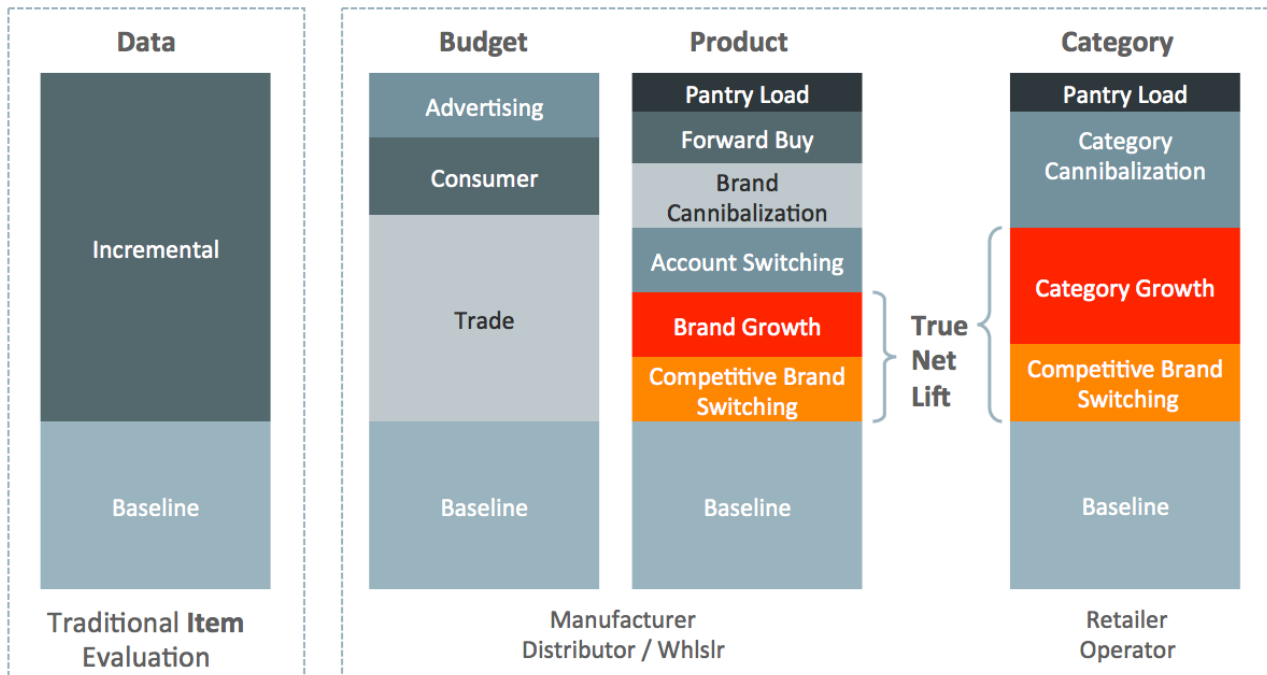 Data
Incremental
Baseline
Traditional Item
Evaluation
Budget
Advertising
Consumer
Trade
Baseline
Product
Pantry Load
Forward Buy
Brand
Cannibalization
Account Switching
Brand Growth
Competitive Brand
Switching
Baseline
Manufacturer
Distributor / Whlslr
True
Net
Lift
Category
Pantry Load
Category
Cannibalization
Category Growth
Competitive Brand
Switching
Baseline
Retailer
Operator